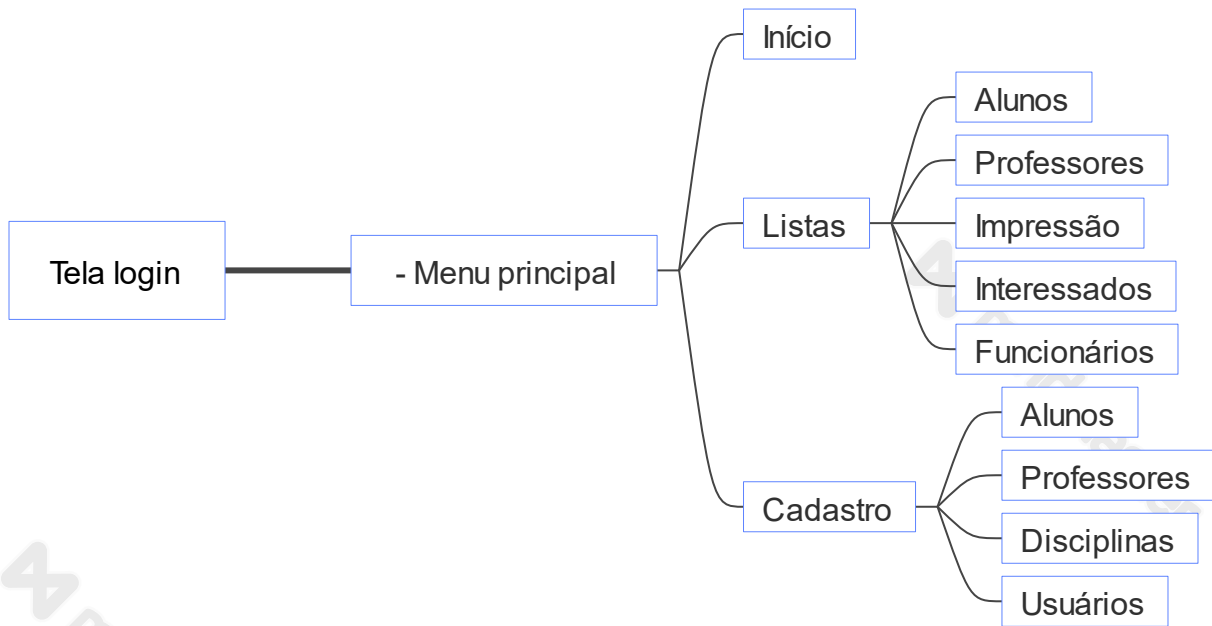 Tela login
- Menu principal
Início
Listas
Alunos
Professores
Impressão
Interessados
Funcionários
Cadastro
Alunos
Professores
Disciplinas
Usuários